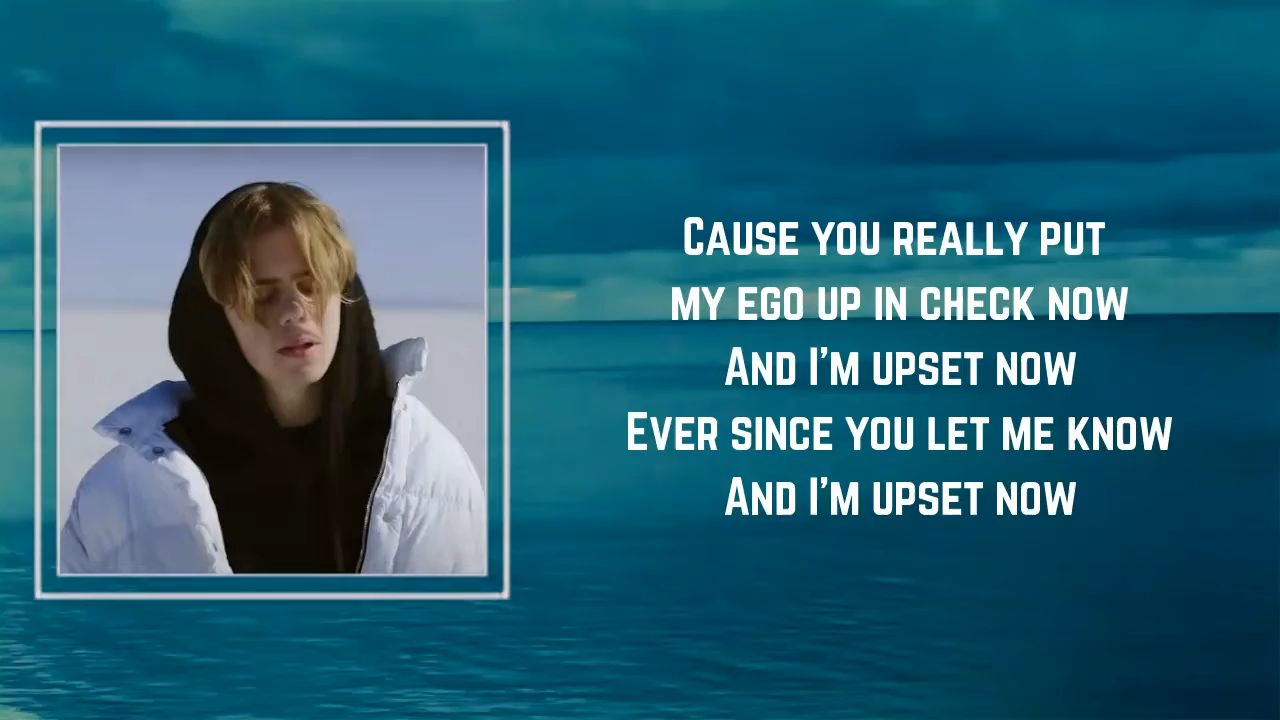 Cause you really put
my ego up in check now
And I'm upset now
Ever since you let me know
And I'm upset now